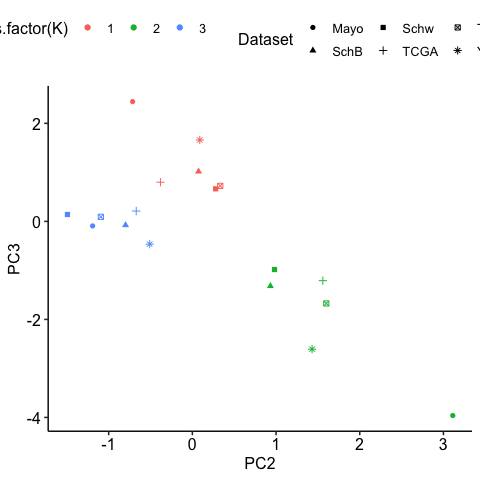 s.factor(K) 1 2 3
Dataset Mayo Schw
SchB TCGA
PC3
2
0
-2
-4
-1 0 1 2 3
PC2